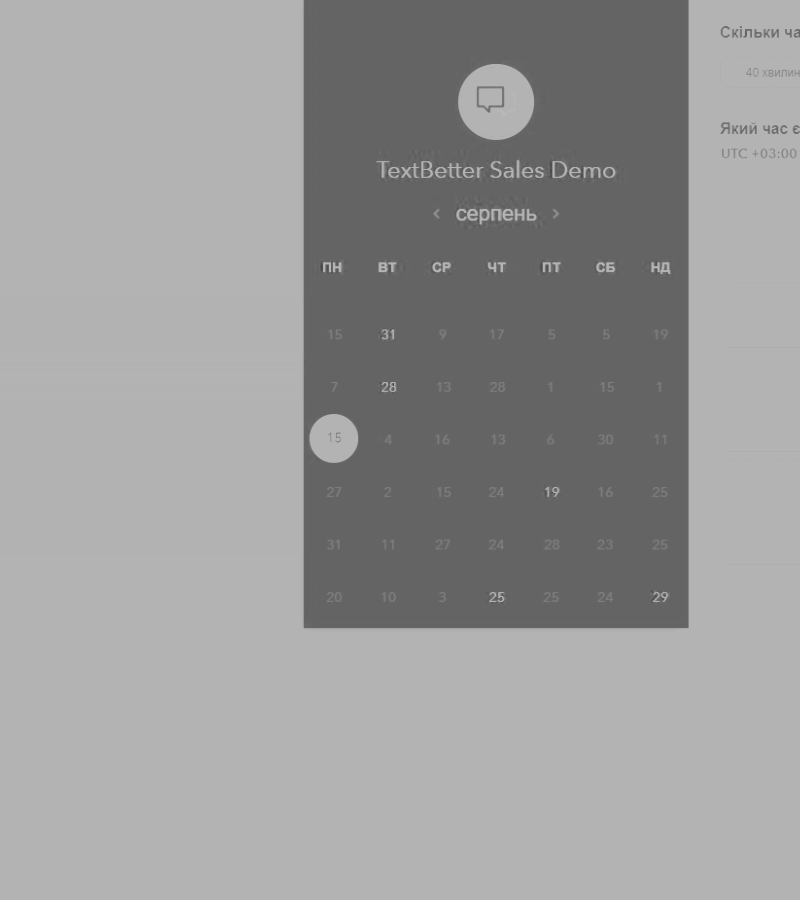 TextBetter Sales Demo
серпень
ПН ВТ СР ЧТ ПТ СБ НД
15 31 9 17 5 5 19
7 28 13 28 1 15 1
15 4 16 13 6 30 11
27 2 15 24 19 16 25
31 11 27 24 28 23 25
20 10 3 25 25 24 29
Скільки ча
40 хвилин
Який час є
UTC +03:00